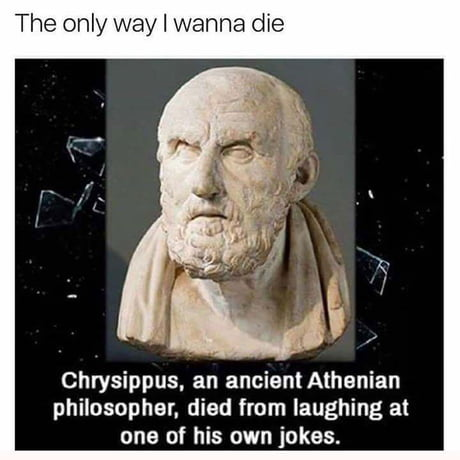 The only way I wanna die
Chrysippus, an ancient Athenian
philosopher, died from laughing at
one of his own jokes.